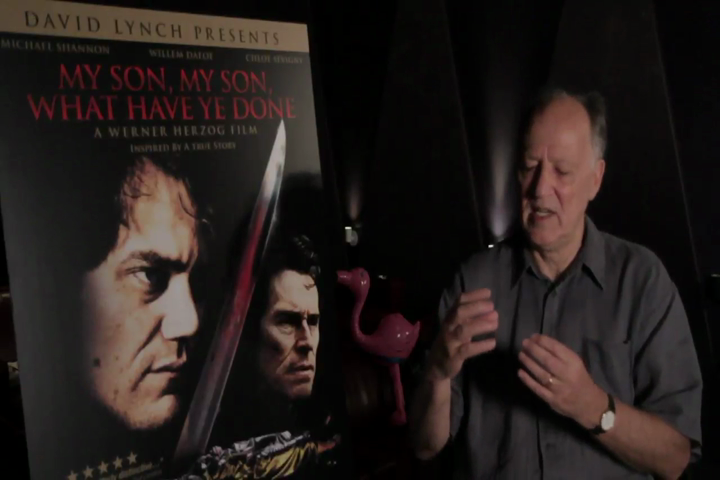 DAVID LYNCH PRESENTS
MICHAEL SHANNON WILLEM DAFOE CHLOË SEVIGNY
MY SON, MY SON,
WHAT HAVE YE DONE
A WERNER HERZOG FILM
INSPIRED BY A TRUE STORY